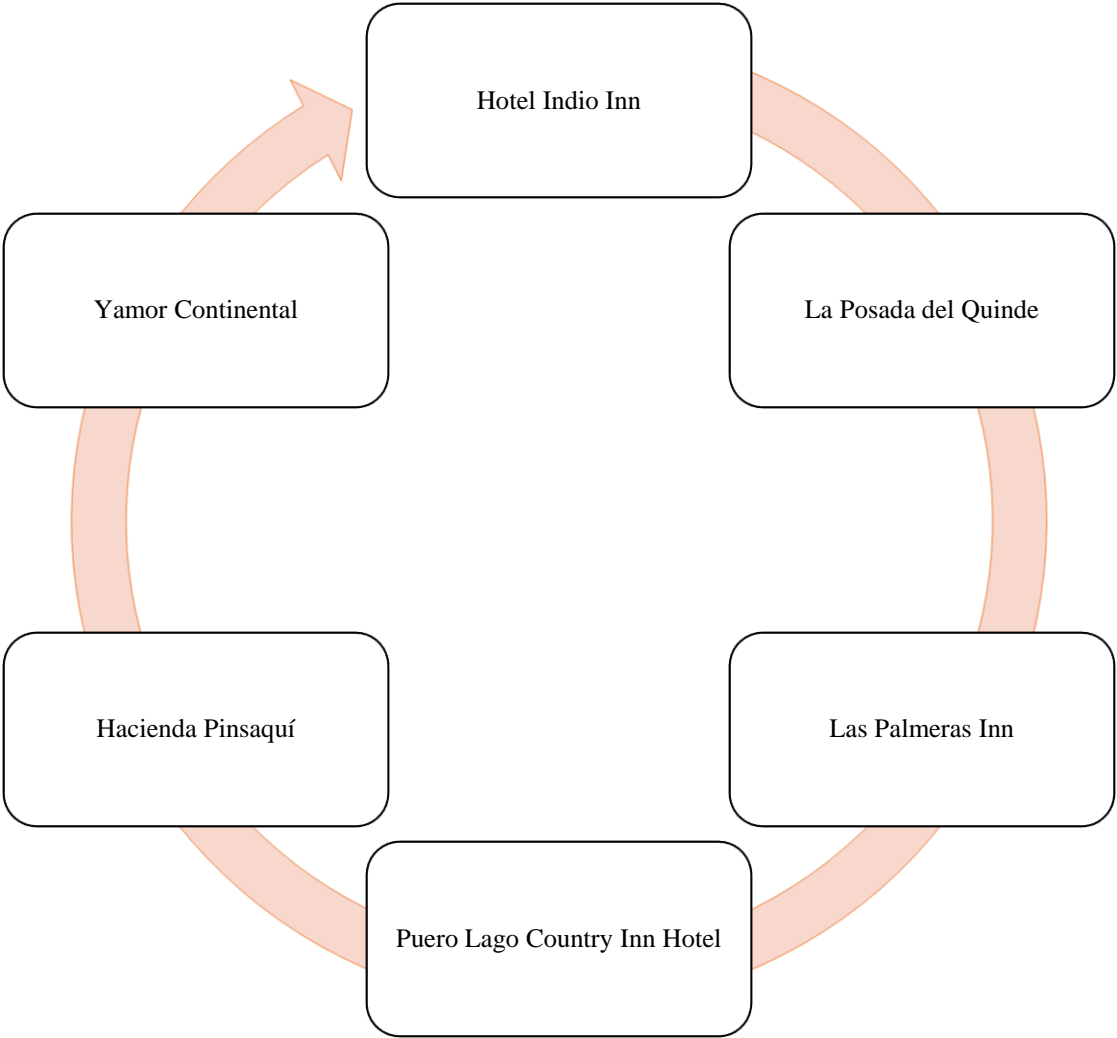 Hotel Indio Inn
La Posada del Quinde
Las Palmeras Inn
Puero Lago Country Inn Hotel
Hacienda Pinsaquí
Yamor Continental